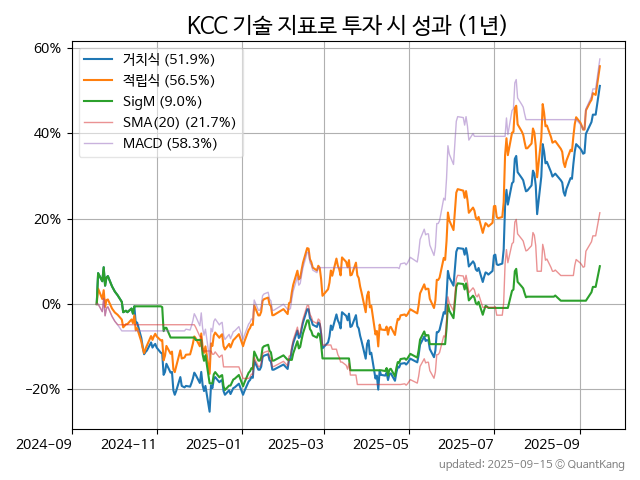 KCC 기술 지표로 투자 시 성과 (1년)
60%
40%
20%
0%
−20%
거치식 (51.9%)
적립식 (56.5%)
SigM (9.0%)
SMA(20) (21.7%)
MACD (58.3%)
2024-09 2024-11 2025-01 2025-03 2025-05 2025-07 2025-09
updated: 2025-09-15 © QuantKang